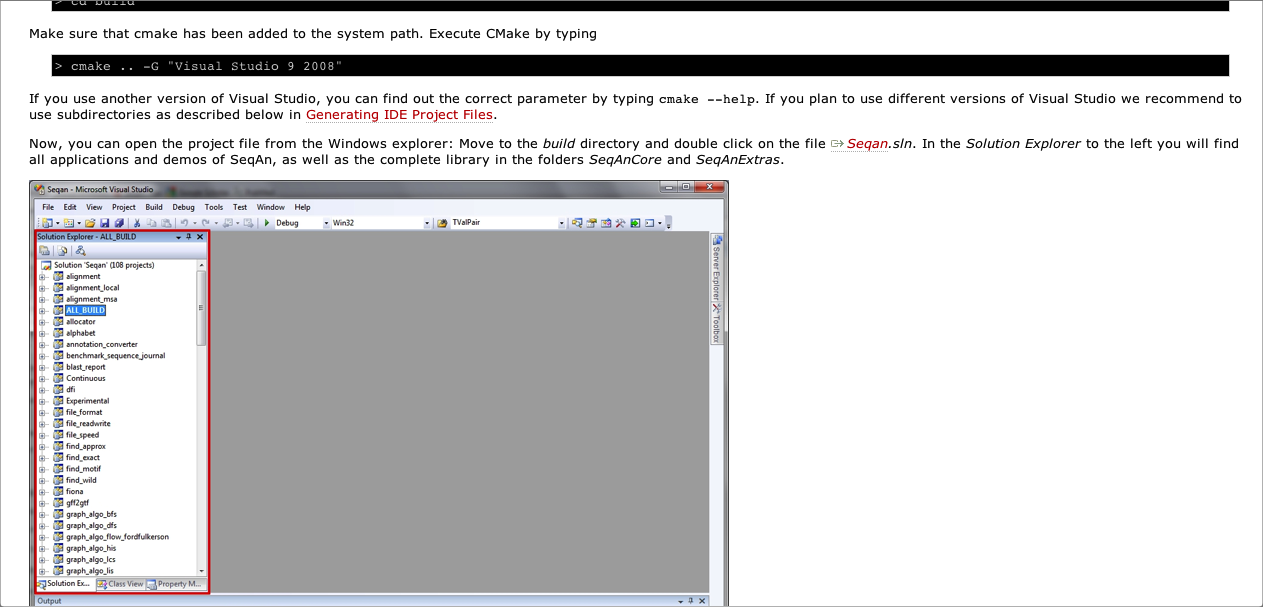 > cd build
Make sure that cmake has been added to the system path. Execute CMake by typing
> cmake .. -G "Visual Studio 9 2008"
If you use another version of Visual Studio, you can find out the correct parameter by typing cmake --help. If you plan to use different versions of Visual Studio we recommend to
use subdirectories as described below in Generating IDE Project Files.
Now, you can open the project file from the Windows explorer: Move to the build directory and double click on the file Seqan.sln. In the Solution Explorer to the left you will find
all applications and demos of SeqAn, as well as the complete library in the folders SeqAnCore and SeqAnExtras.
Seqan - Microsoft Visual Studio
File Edit View Project Build Debug Tools Test Window Help
Debug Win32 TValPair
Solution Explorer - ALL_BUILD
Solution 'Seqan' (108 projects)
alignment
alignment_local
alignment_msa
ALL_BUILD
allocator
alphabet
annotation_converter
benchmark_sequence_journal
blast_report
Continuous
dfi
Experimental
file_format
file_readwrite
file_speed
find_approx
find_exact
find_motif
find_wild
fiona
gff2gtf
graph_algo_bfs
graph_algo_dfs
graph_algo_flow_fordfulkerson
graph_algo_his
graph_algo_lcs
graph_algo_lis
Solution Ex... Class View Property M...
Server Explorer
Toolbox
Output